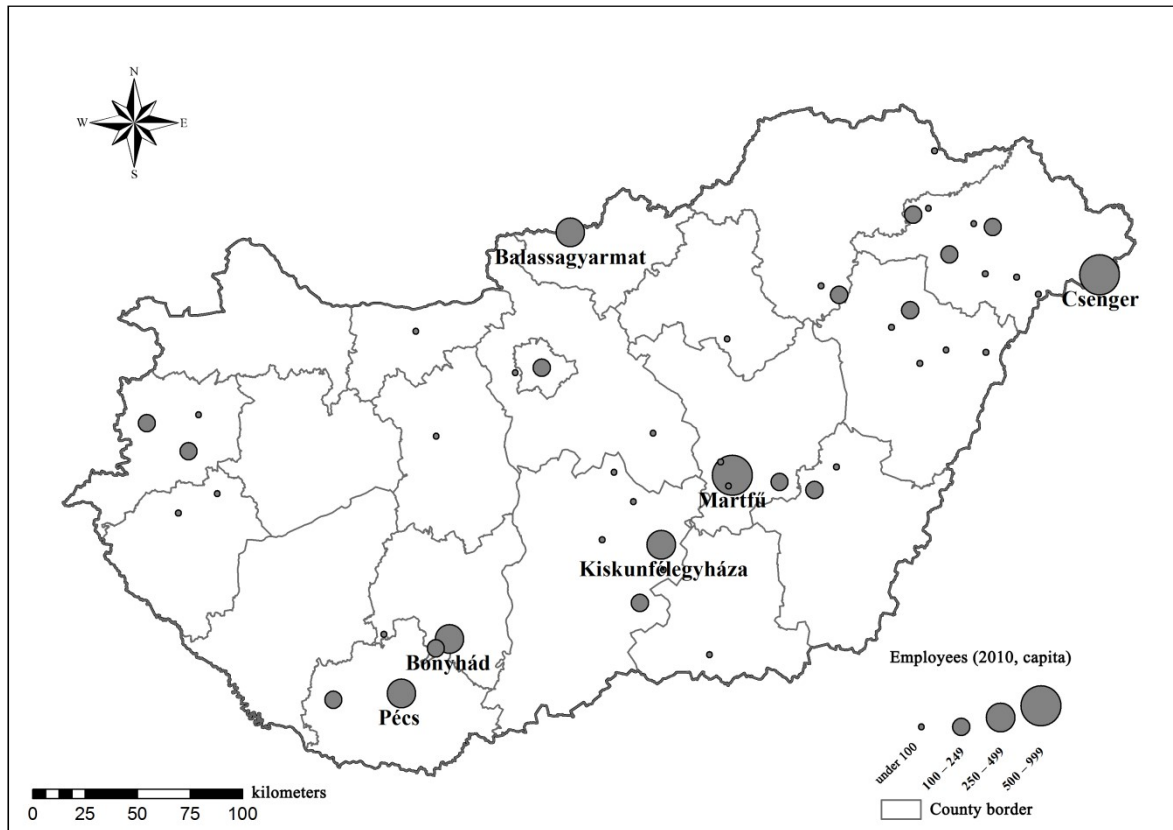 N
W E
S
Balassagyarmat
Csenger
Martfű
Kiskunfélegyháza
Bonyhád
Pécs
Employees (2010, capita)
under 100
100 – 249
250 – 499
500 – 999
County border
kilometers
0 25 50 75 100